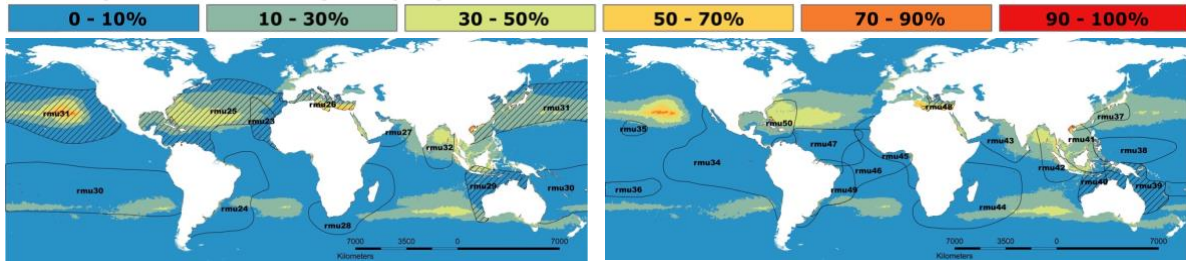 0 - 10% 10 - 30% 30 - 50% 50 - 70% 70 - 90% 90 - 100%
rmu31 rmu25 rmu23 rmu26 rmu27 rmu32 rmu31
rmu30 rmu24 rmu28 rmu29 rmu30
7000 3500 0 7000
Kilometers
rmu50 rmu48 rmu37
rmu35 rmu34 rmu47 rmu45 rmu43 rmu41 rmu38
rmu36 rmu49 rmu46 rmu42 rmu40 rmu39
rmu44
7000 3500 0 7000
Kilometers